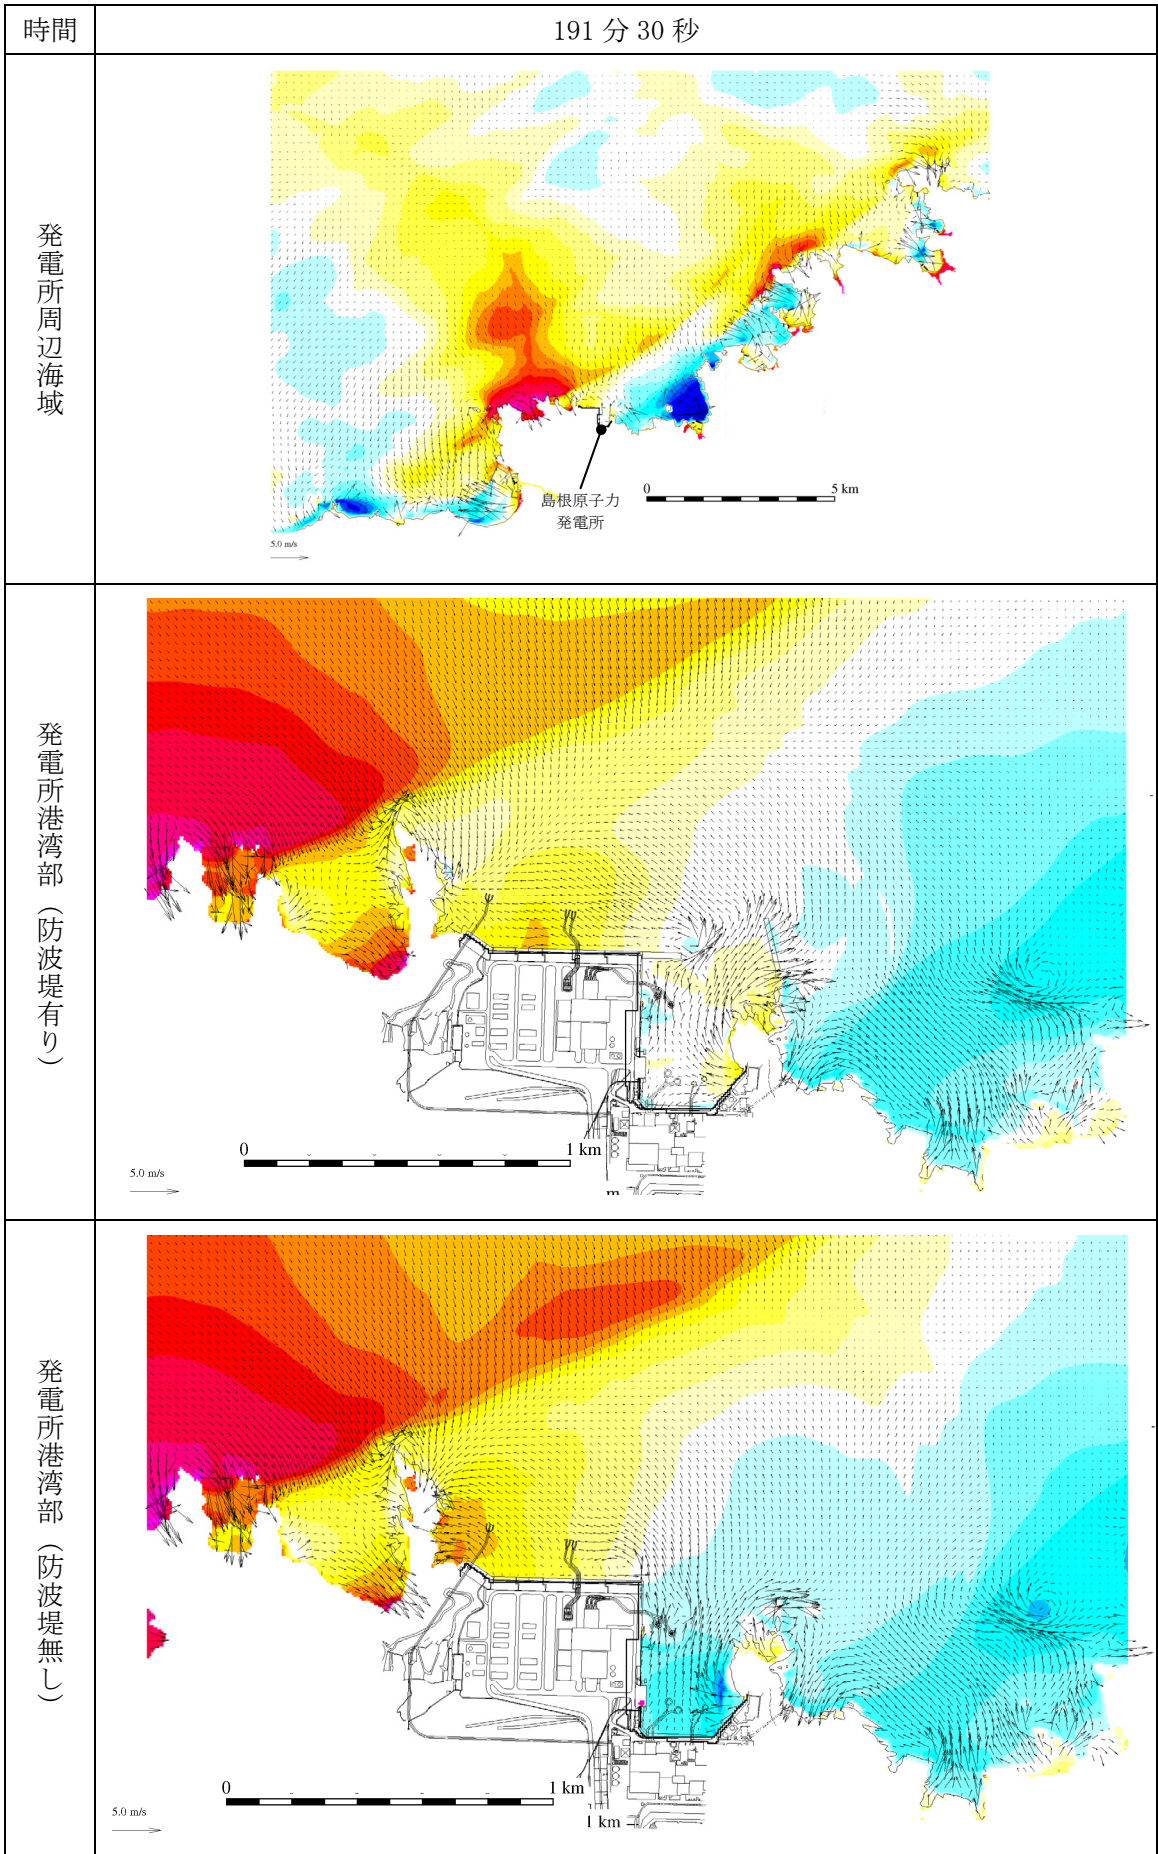 時間
191 分 30 秒
発電所周辺海域
島根原子力
発電所
0
5 km
5.0 m/s
発電所港湾部（防波堤有り）
0
1 km
5.0 m/s
m
発電所港湾部（防波堤無し）
0
1 km
5.0 m/s
1 km